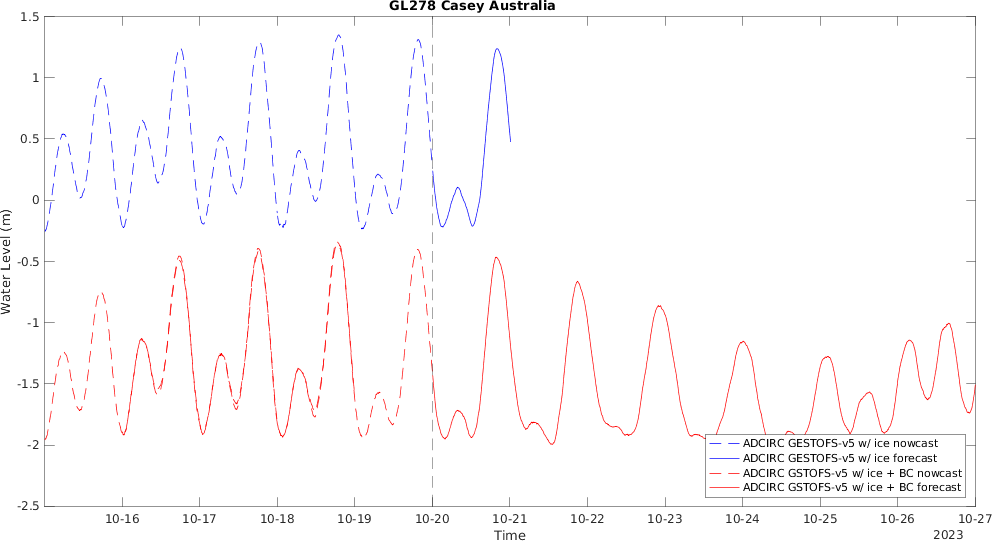 GL278 Casey Australia
1.5
1
0.5
0
-0.5
-1
-1.5
-2
-2.5
Water Level (m)
ADCIRC GESTOFS-v5 w/ ice nowcast
ADCIRC GESTOFS-v5 w/ ice forecast
ADCIRC GSTOFS-v5 w/ ice + BC nowcast
ADCIRC GSTOFS-v5 w/ ice + BC forecast
10-16 10-17 10-18 10-19 10-20 10-21 10-22 10-23 10-24 10-25 10-26 10-27
Time
2023